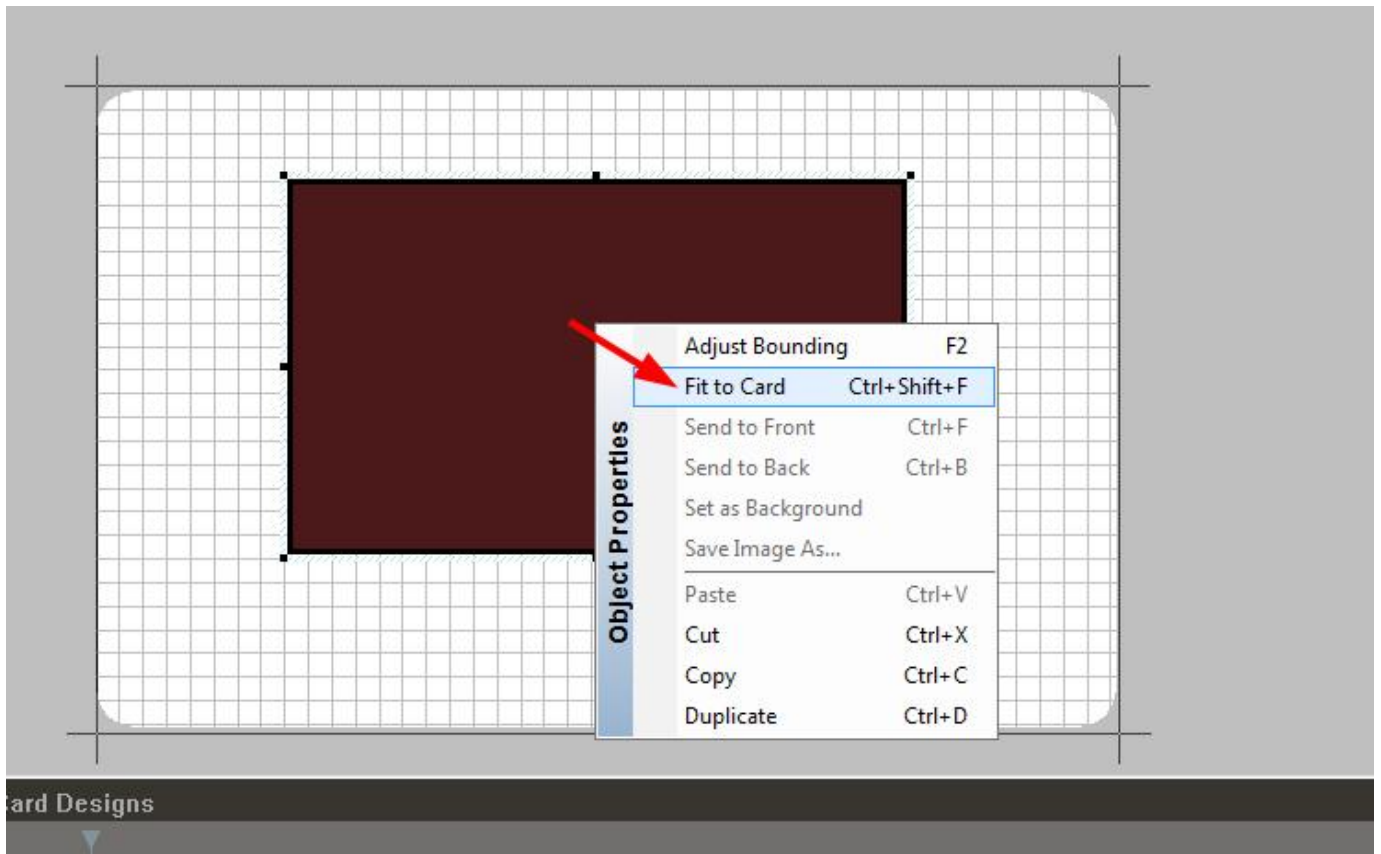 Adjust Bounding F2
Fit to Card Ctrl+Shift+F
Send to Front Ctrl+F
Send to Back Ctrl+B
Set as Background
Save Image As...
Paste Ctrl+V
Cut Ctrl+X
Copy Ctrl+C
Duplicate Ctrl+D
Object Properties
ard Designs